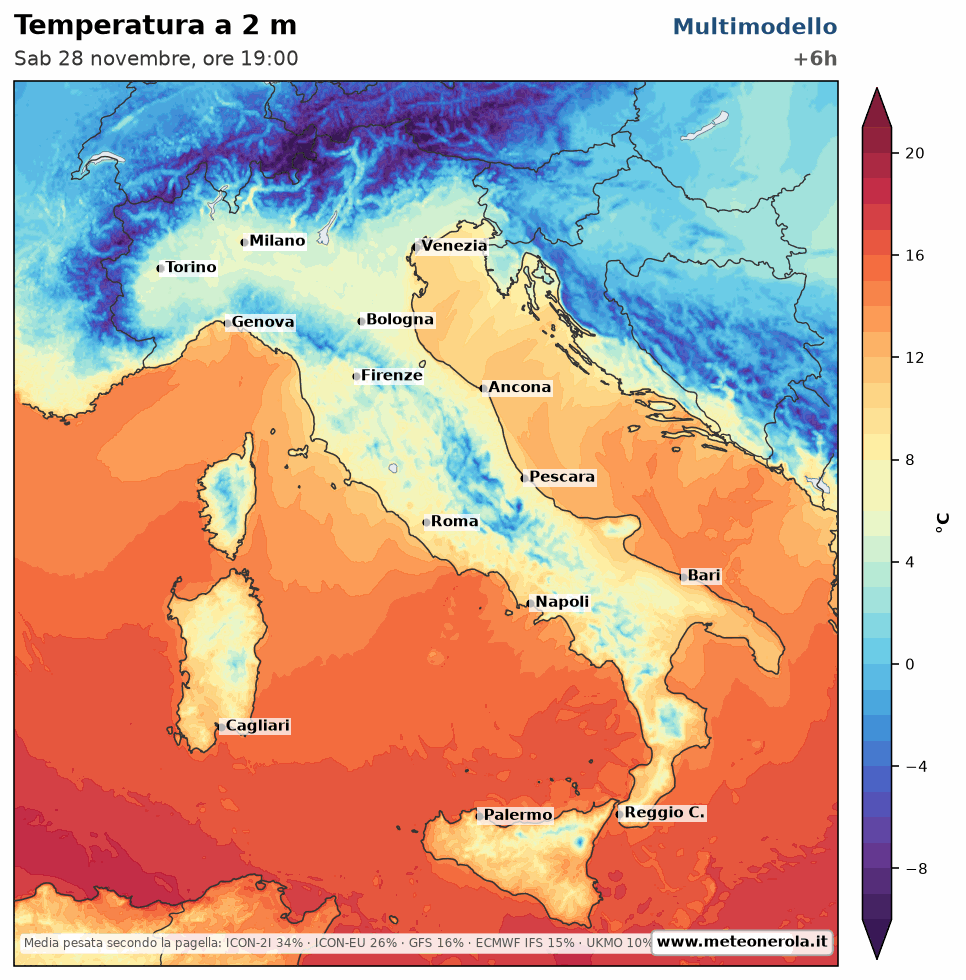 Temperatura a 2 m
Multimodello
Sab 28 novembre, ore 19:00
+6h
Milano
Venezia
Torino
Genova
Bologna
Firenze
Ancona
Pescara
Roma
Bari
Napoli
Cagliari
Palermo
Reggio C.
20
16
12
8
4
0
−4
−8
°C
Media pesata secondo la pagella: ICON-2I 34% · ICON-EU 26% · GFS 16% · ECMWF IFS 15% · UKMO 10%
www.meteonerola.it